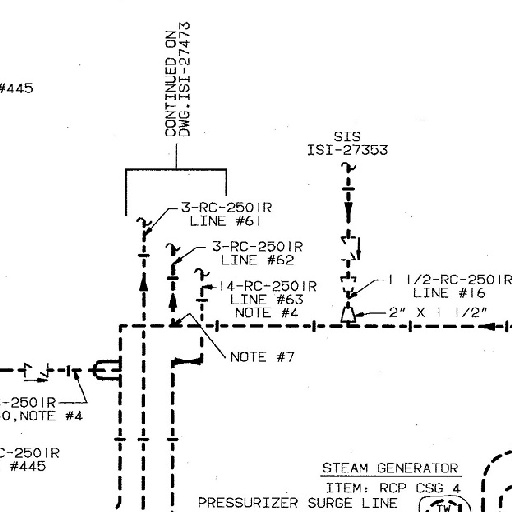 CONTINUED ON
DWG.ISI-27473
#445
SIS
ISI-27353
3-RC-2501R
LINE #61
3-RC-2501R
LINE #62
14-RC-2501R
LINE #63
NOTE #4
1 1/2-RC-2501R
LINE #16
2" X 1 1/2"
NOTE #7
-2501R
0,NOTE #4
C-2501R
#445
STEAM GENERATOR
ITEM: RCP CSG 4
PRESSURIZER SURGE LINE
TW